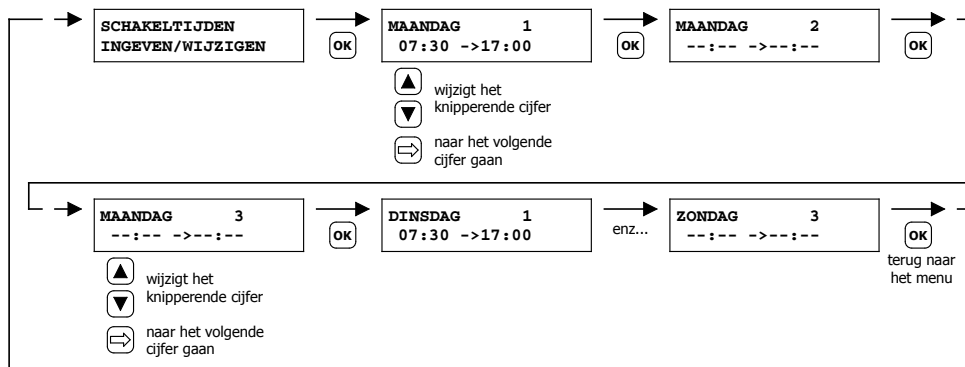 SCHAKELTIJDEN
INGEVEN/WIJZIGEN
OK
MAANDAG 1
07:30 ->17:00
OK
MAANDAG 2
--:-- ->--:--
OK
wijzigt het
knipperende cijfer
naar het volgende
cijfer gaan
MAANDAG 3
--:-- ->--:--
OK
DINSDAG 1
07:30 ->17:00
enz...
ZONDAG 3
--:-- ->--:--
OK
terug naar
het menu
wijzigt het
knipperende cijfer
naar het volgende
cijfer gaan